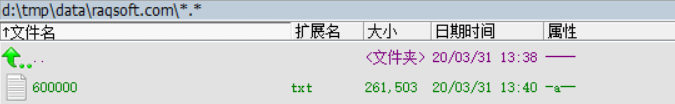 d:\tmp\data\raqsoft.com\*.*
↑文件名 扩展名 大小 日期时间 属性
.. <文件夹> 20/03/31 13:38 ——
600000 txt 261,503 20/03/31 13:40 -a—